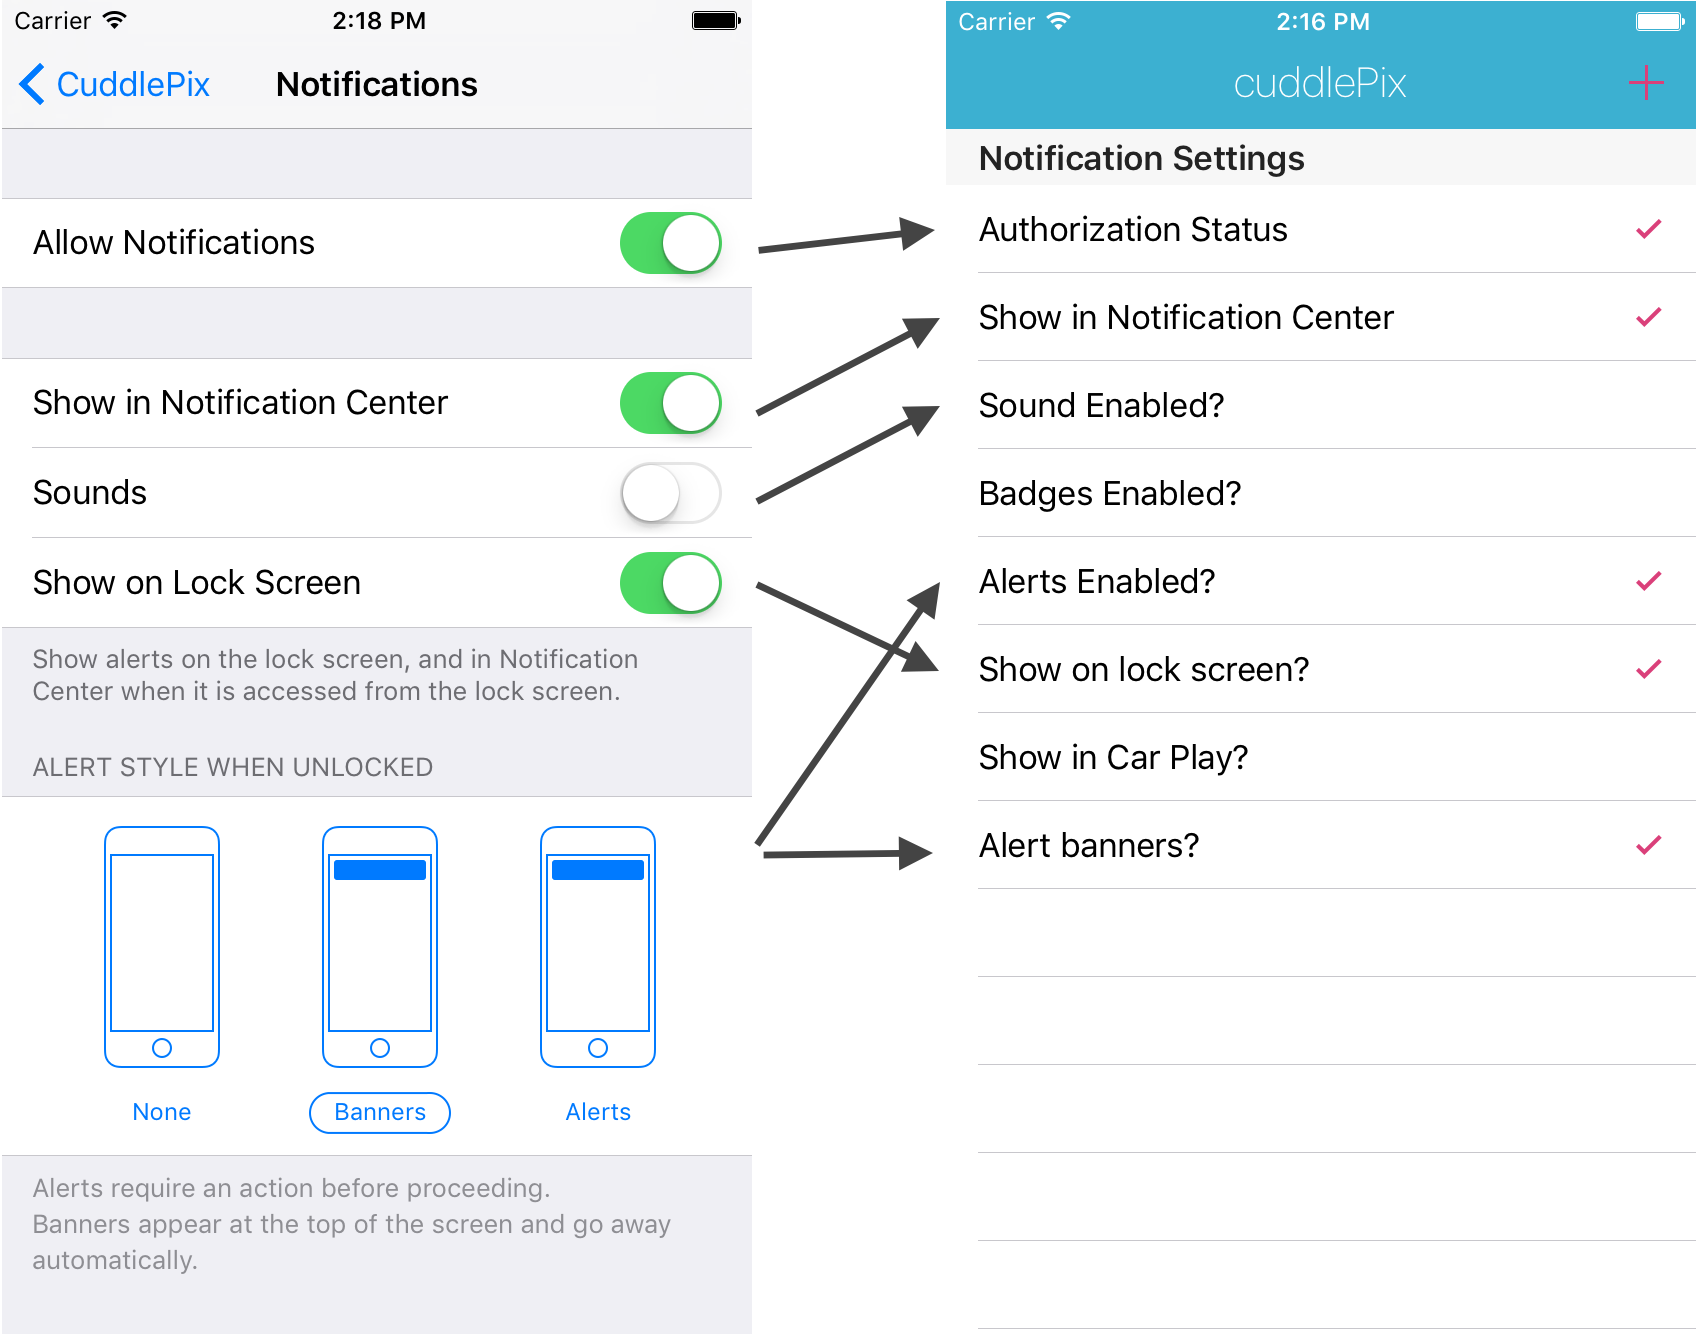 Carrier
2:18 PM
CuddlePix
Notifications
Allow Notifications
Show in Notification Center
Sounds
Show on Lock Screen
Show alerts on the lock screen, and in Notification
Center when it is accessed from the lock screen.
ALERT STYLE WHEN UNLOCKED
None
Banners
Alerts
Alerts require an action before proceeding.
Banners appear at the top of the screen and go away
automatically.
Carrier
2:16 PM
cuddlePix
Notification Settings
Authorization Status
Show in Notification Center
Sound Enabled?
Badges Enabled?
Alerts Enabled?
Show on lock screen?
Show in Car Play?
Alert banners?